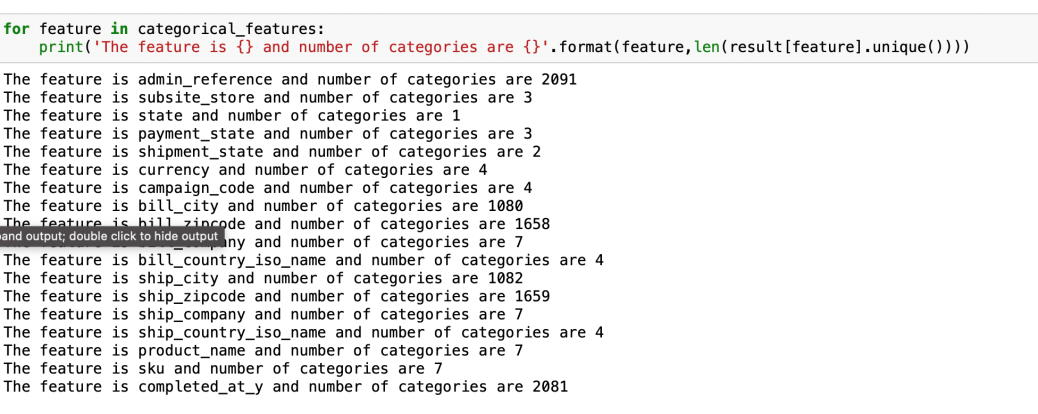 for feature in categorical_features:
    print('The feature is {} and number of categories are {}'.format(feature,len(result[feature].unique())))
The feature is admin_reference and number of categories are 2091
The feature is subsite_store and number of categories are 3
The feature is state and number of categories are 1
The feature is payment_state and number of categories are 3
The feature is shipment_state and number of categories are 2
The feature is currency and number of categories are 4
The feature is campaign_code and number of categories are 4
The feature is bill_city and number of categories are 1080
The feature is bill_zipcode and number of categories are 1658
and output; double click to hide output
and number of categories are 7
The feature is bill_country_iso_name and number of categories are 4
The feature is ship_city and number of categories are 1082
The feature is ship_zipcode and number of categories are 1659
The feature is ship_company and number of categories are 7
The feature is ship_country_iso_name and number of categories are 4
The feature is product_name and number of categories are 7
The feature is sku and number of categories are 7
The feature is completed_at_y and number of categories are 2081